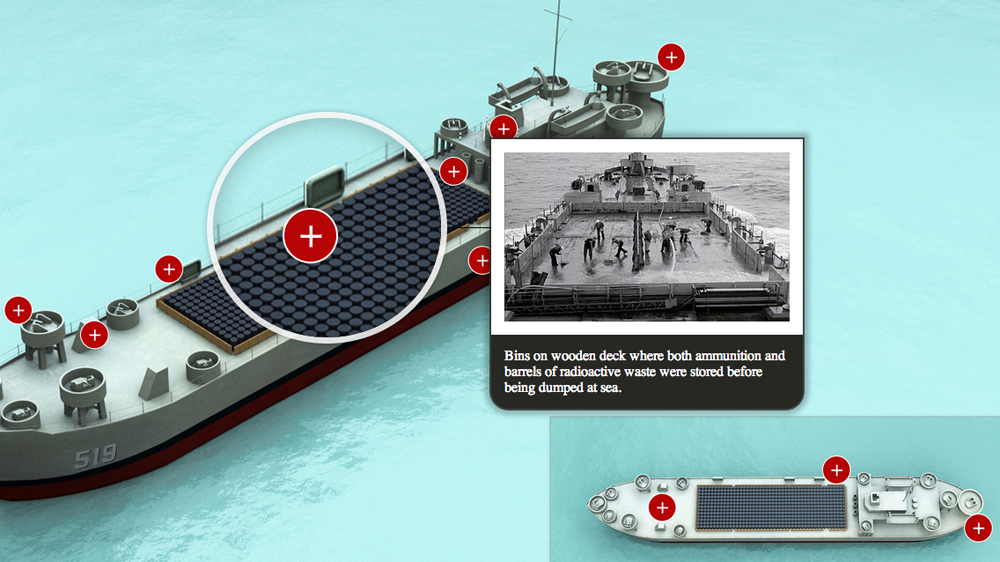 Bins on wooden deck where both ammunition and
barrels of radioactive waste were stored before
being dumped at sea.
519